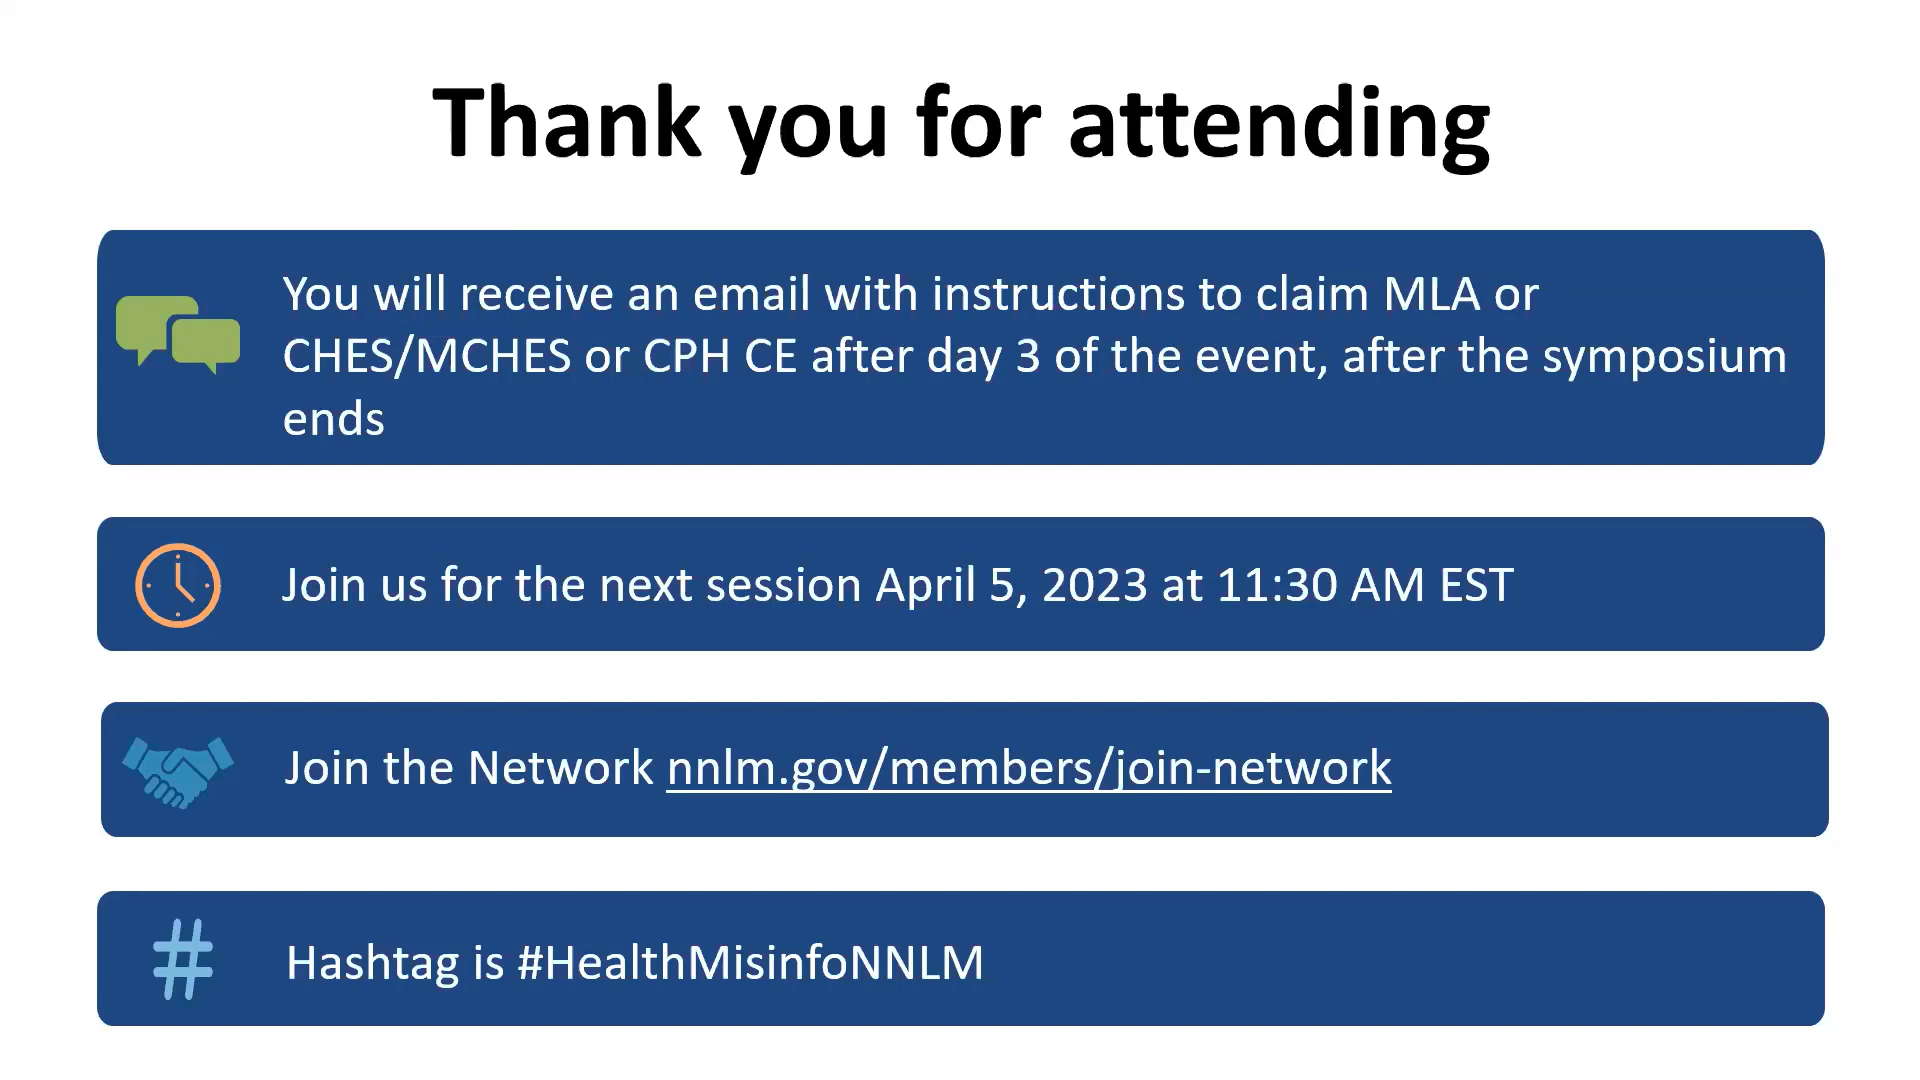 Thank you for attending
You will receive an email with instructions to claim MLA or
CHES/MCHES or CPH CE after day 3 of the event, after the symposium
ends
Join us for the next session April 5, 2023 at 11:30 AM EST
Join the Network nnlm.gov/members/join-network
# Hashtag is #HealthMisinfoNNLM